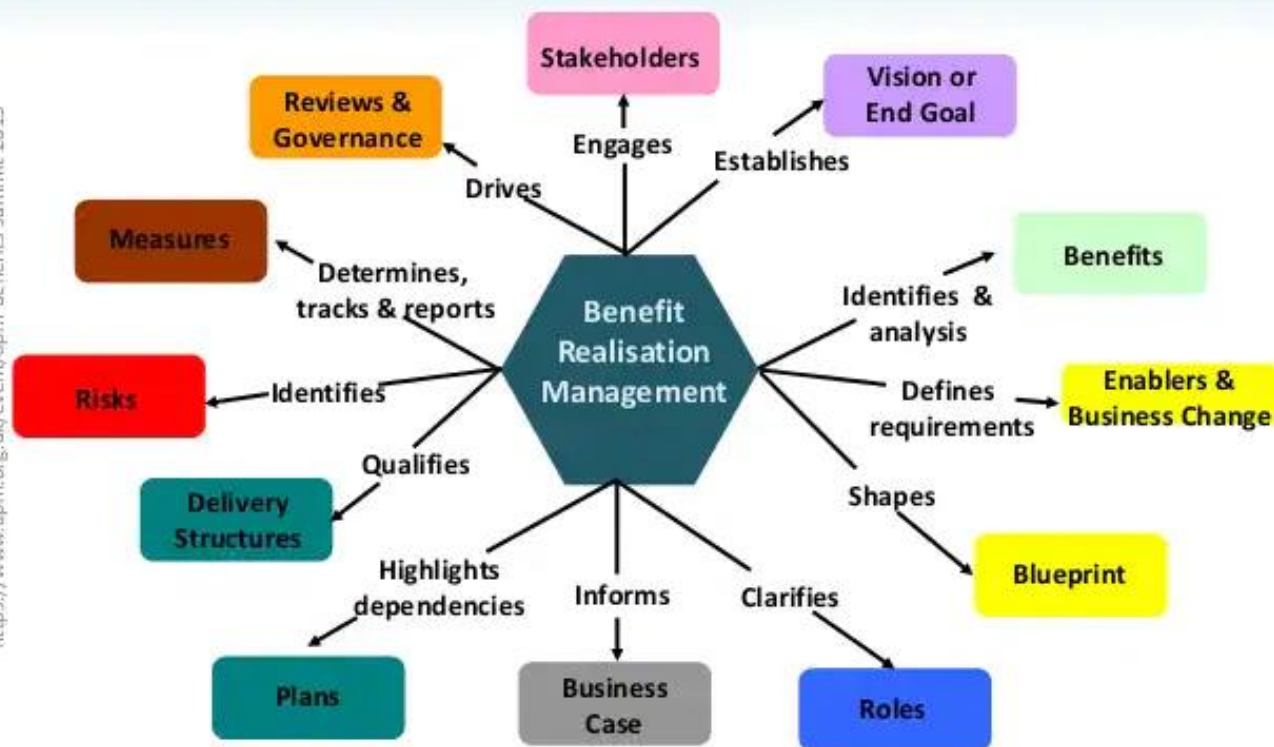 Stakeholders
Vision or
End Goal
Reviews &
Governance
Engages
Establishes
Drives
Measures
Benefits
Determines,
tracks & reports
Identifies &
analysis
Benefit
Realisation
Management
Risks
Identifies
Defines
requirements
Enablers &
Business Change
Qualifies
Shapes
Delivery
Structures
Highlights
dependencies
Informs
Clarifies
Blueprint
Plans
Business
Case
Roles